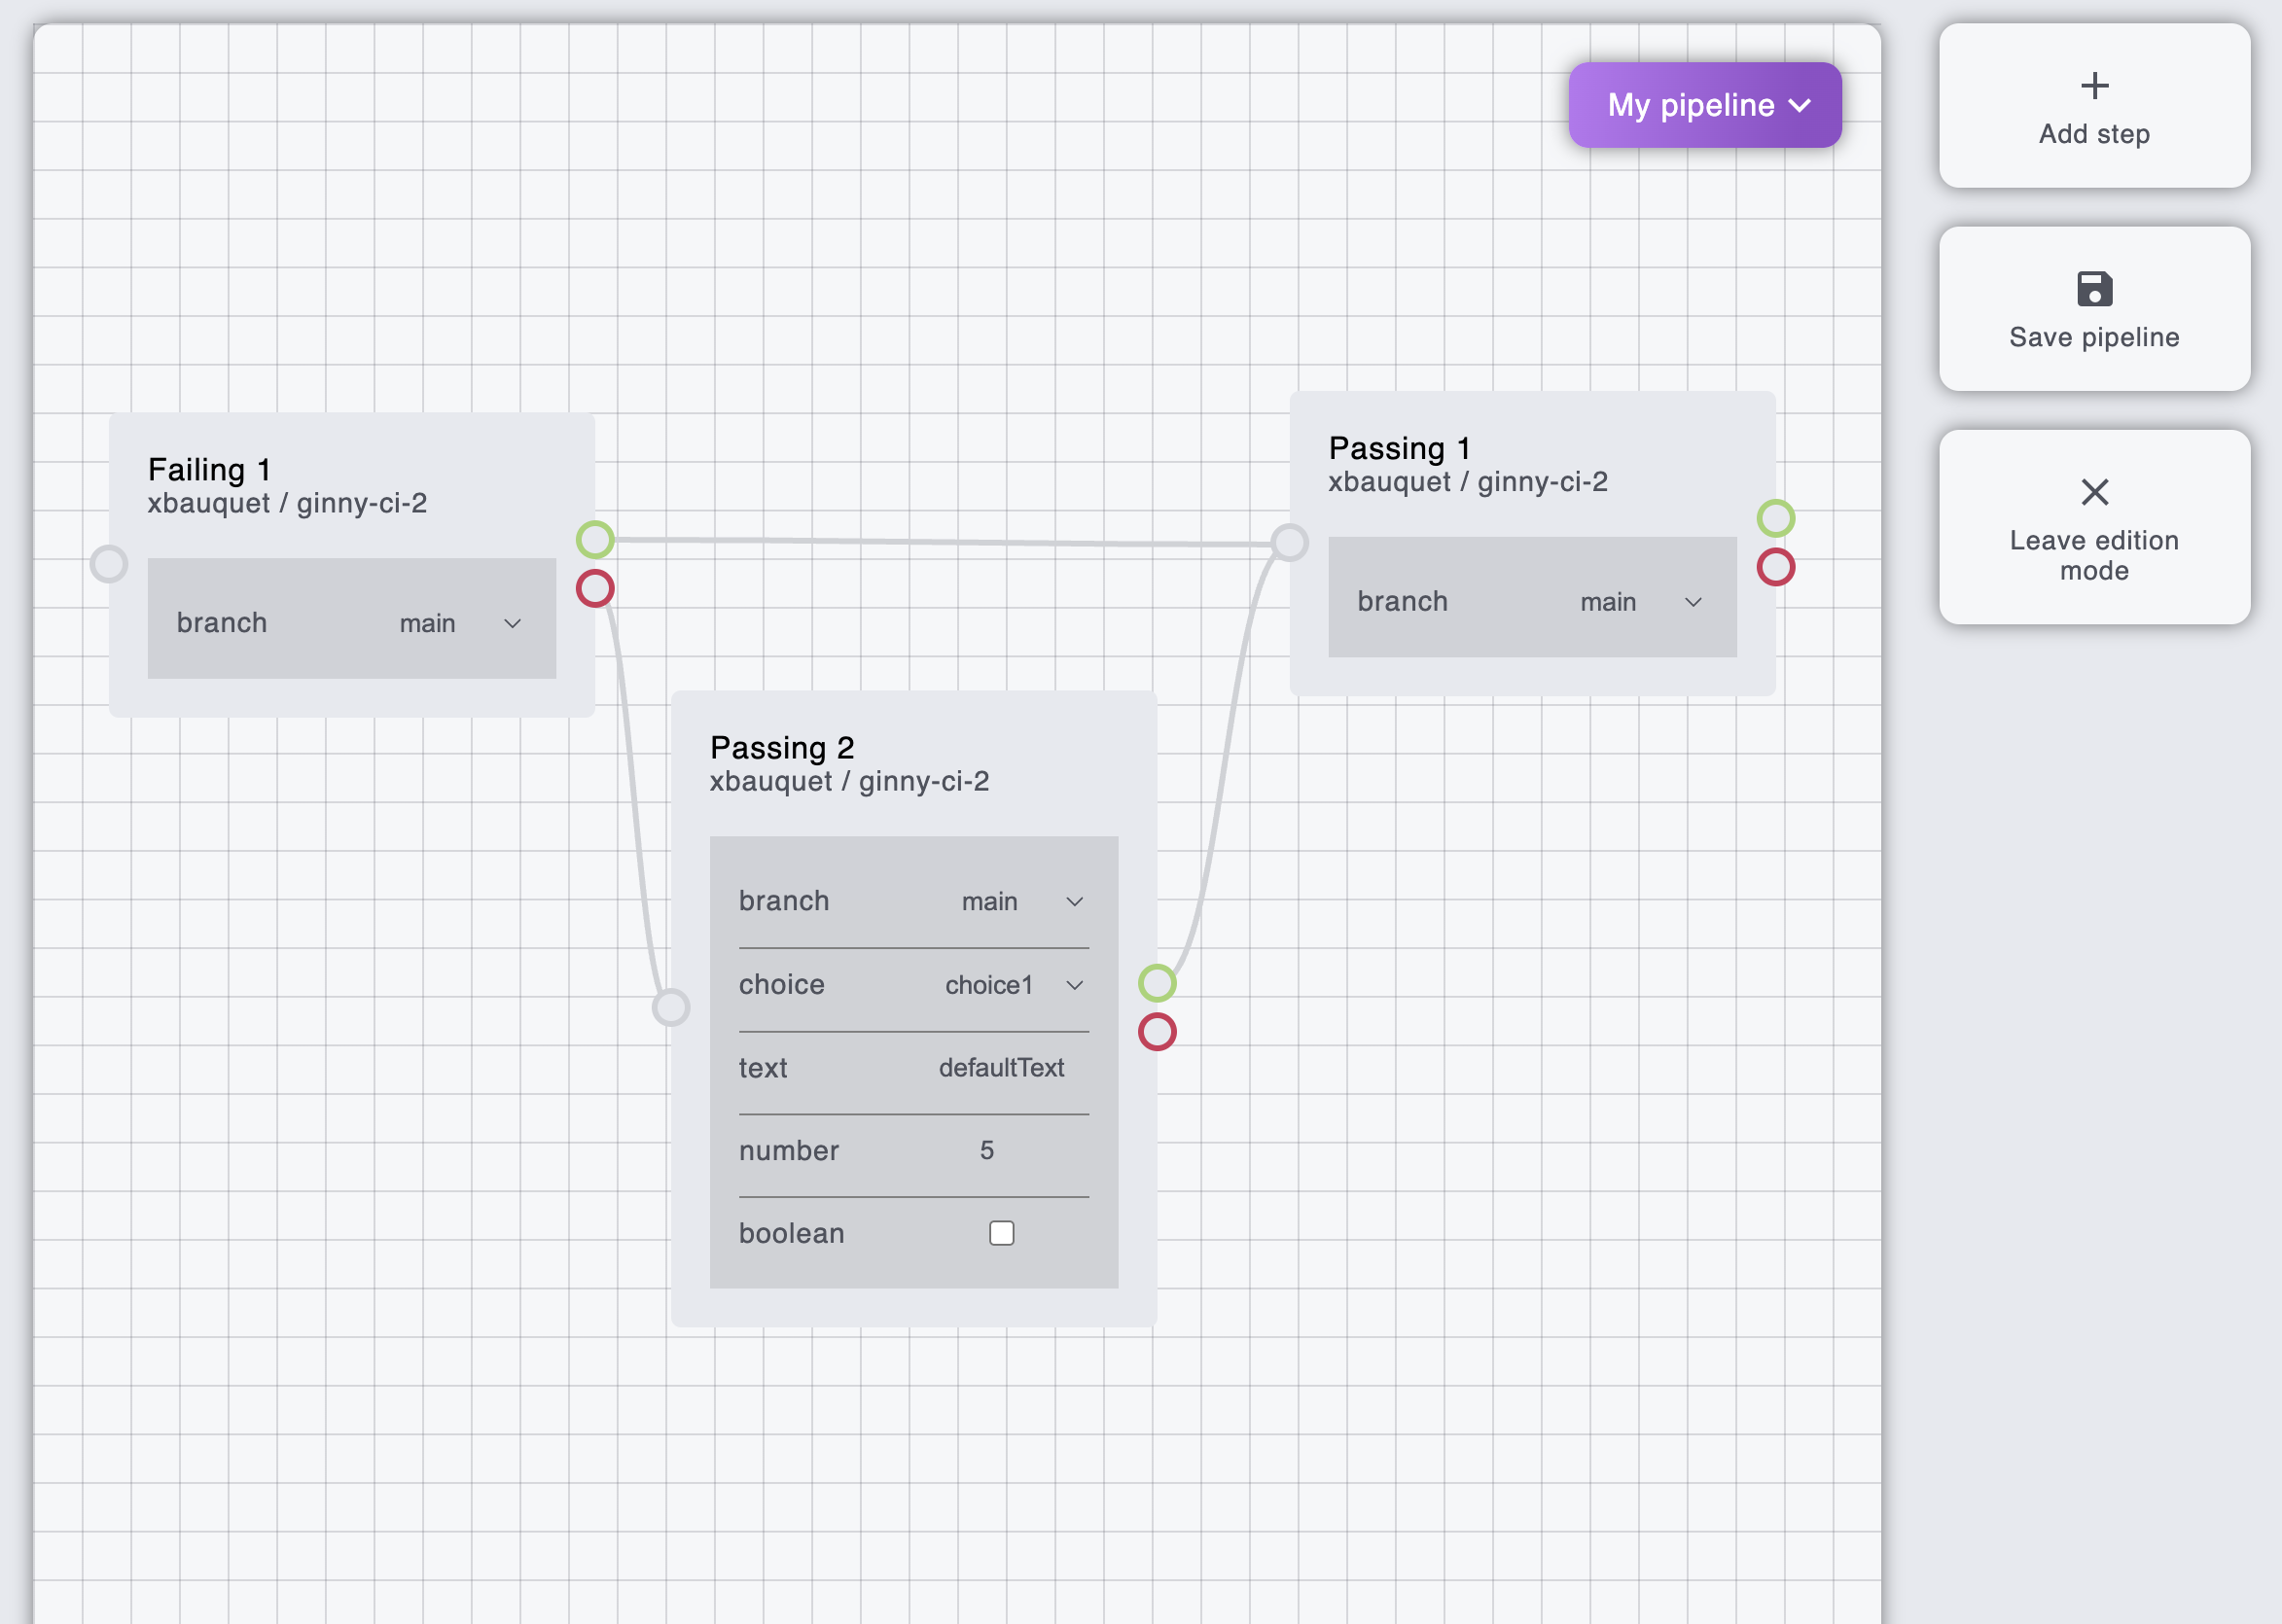 My pipeline
Add step
Save pipeline
Leave edition
mode
Failing 1
xbauquet / ginny-ci-2
branch main
Passing 1
xbauquet / ginny-ci-2
branch main
Passing 2
xbauquet / ginny-ci-2
branch main
choice choice1
text defaultText
number 5
boolean